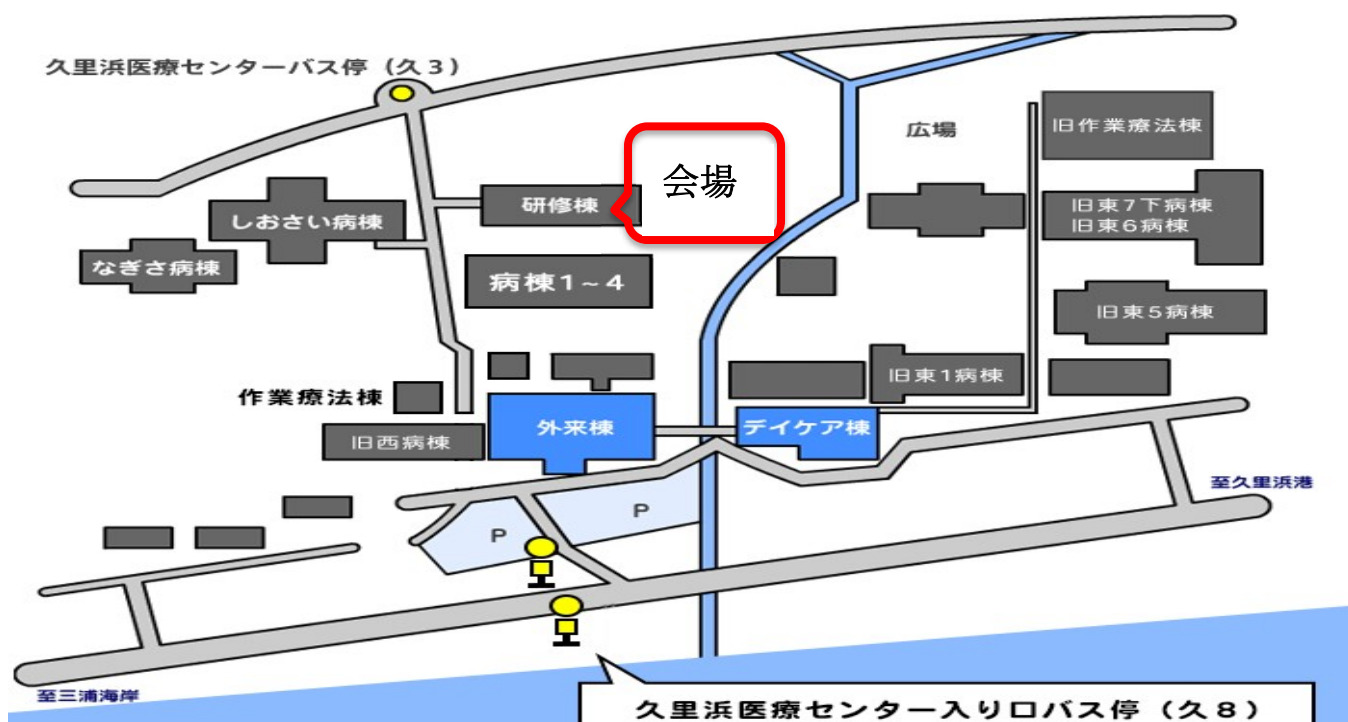 久里浜医療センターバス停（久３）
会場
広場
旧作業療法棟
研修棟
しおさい病棟
旧東７下病棟
旧東６病棟
なぎさ病棟
病棟１~４
旧東５病棟
旧東１病棟
作業療法棟
外来棟
デイケア棟
旧西病棟
至久里浜港
P
P
至三浦海岸
久里浜医療センター入り口バス停（久８）